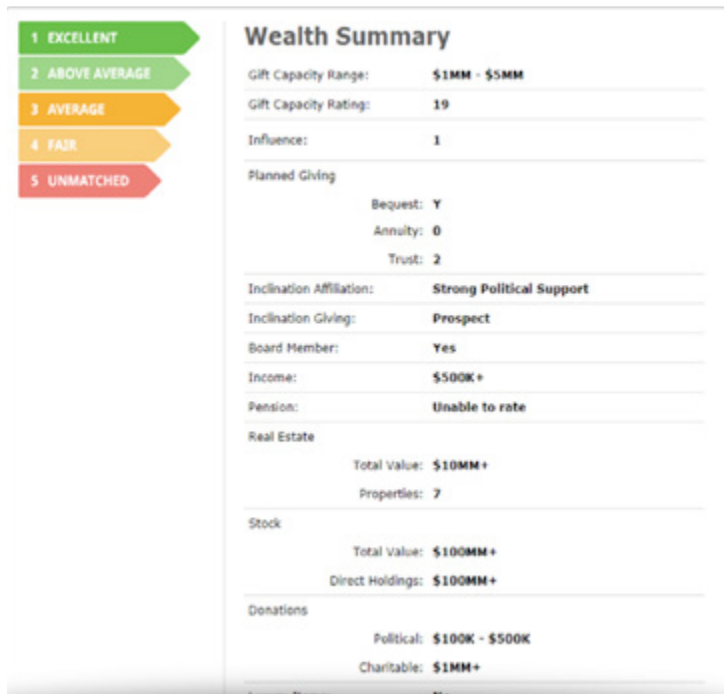 1 EXCELLENT
2 ABOVE AVERAGE
3 AVERAGE
4 FAIR
5 UNMATCHED
Wealth Summary
Gift Capacity Range: $1MM - $5MM
Gift Capacity Rating: 19
Influence: 1
Planned Giving
Bequest: Y
Annuity: 0
Trust: 2
Inclination Affiliation: Strong Political Support
Inclination Giving: Prospect
Board Member: Yes
Income: $500K+
Pension: Unable to rate
Real Estate
Total Value: $10MM+
Properties: 7
Stock
Total Value: $100MM+
Direct Holdings: $100MM+
Donations
Political: $100K - $500K
Charitable: $1MM+